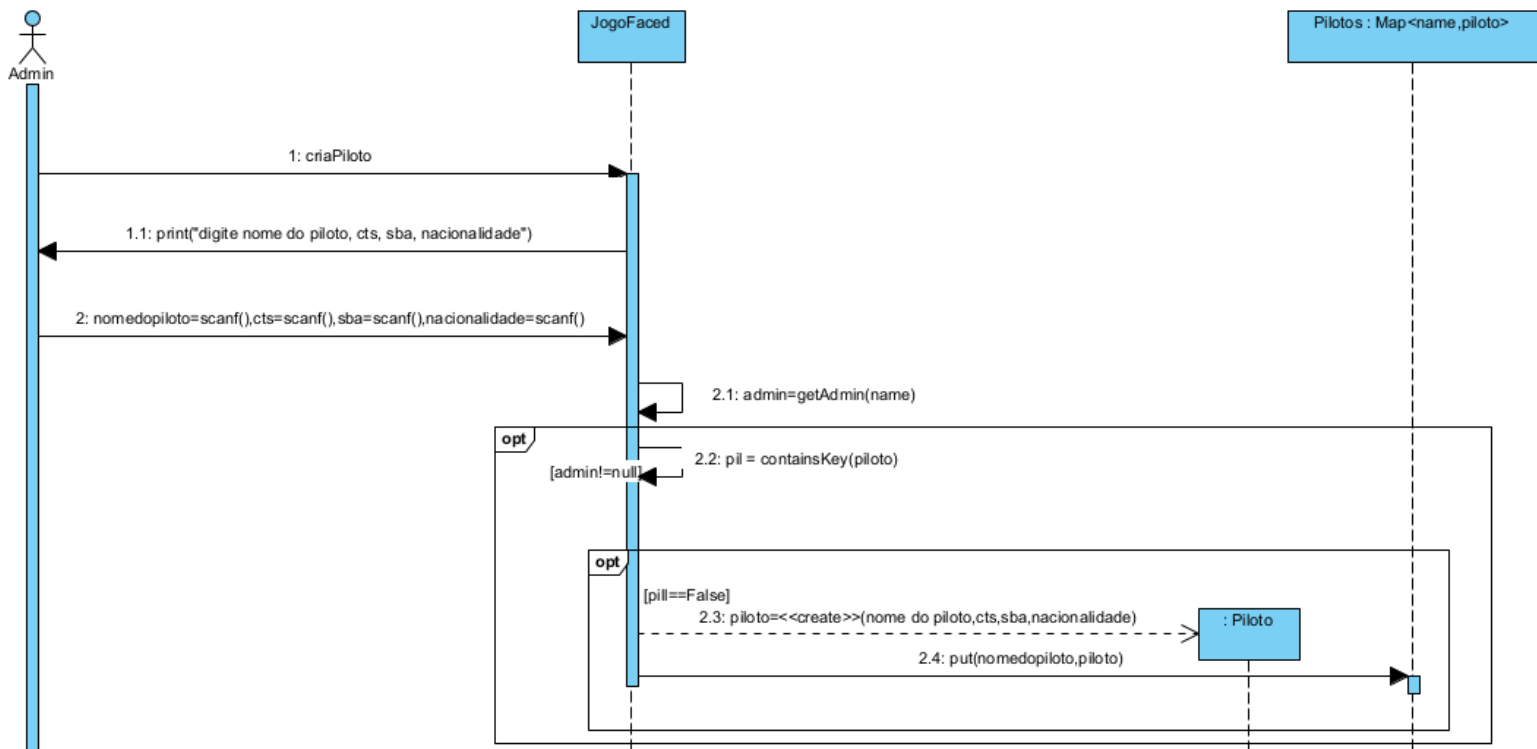 JogoFaced
Pilotos : Map<name,piloto>
Admin
1: criaPiloto
1.1: print("digite nome do piloto, cts, sba, nacionalidade")
2: nomedopiloto=scanf(),cts=scanf(),sba=scanf(),nacionalidade=scanf()
2.1: admin=getAdmin(name)
opt
2.2: pil = containsKey(piloto)
[admin!=null]
opt
[pill==False]
2.3: piloto=<<create>>(nome do piloto,cts,sba,nacionalidade)
: Piloto
2.4: put(nomedopiloto,piloto)